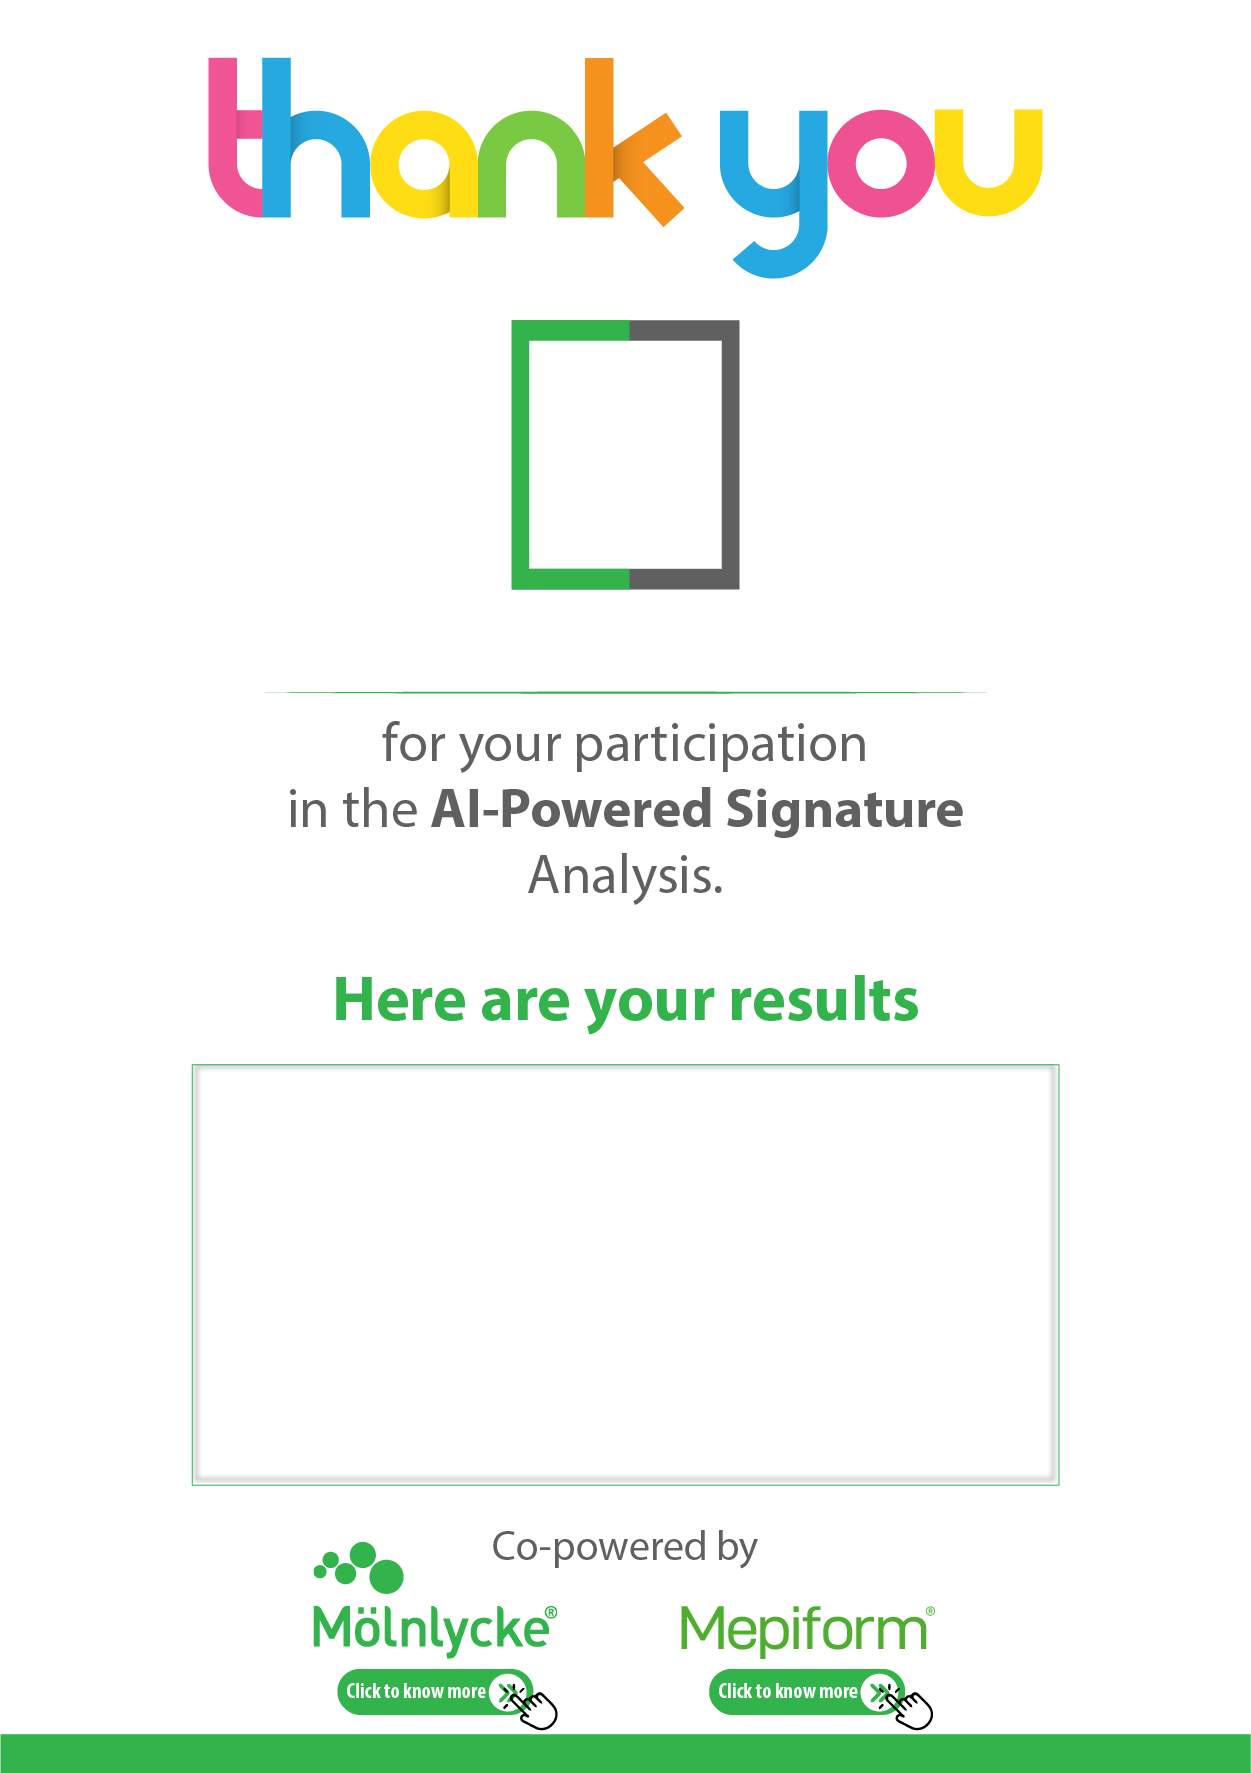 thank you
for your participation
in the AI-Powered Signature
Analysis.
Here are your results
Co-powered by
Mölnlycke®
Mepiform®
Click to know more
Click to know more